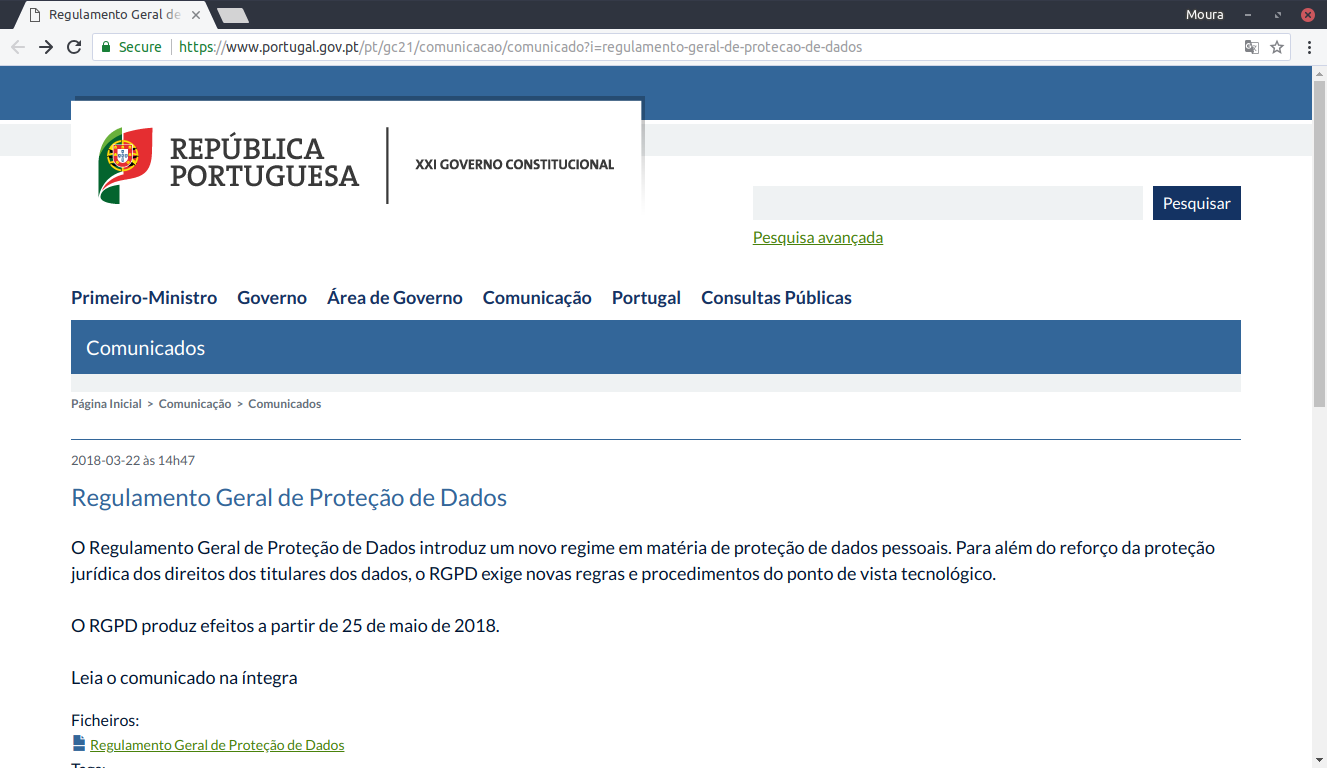 Regulamento Geral de
Moura
Secure
https://www.portugal.gov.pt/pt/gc21/comunicacao/comunicado?i=regulamento-geral-de-protecao-de-dados
REPÚBLICA
PORTUGUESA
XXI GOVERNO CONSTITUCIONAL
Pesquisar
Pesquisa avançada
Primeiro-Ministro Governo Área de Governo Comunicação Portugal Consultas Públicas
Comunicados
Página Inicial > Comunicação > Comunicados
2018-03-22 às 14h47
Regulamento Geral de Proteção de Dados
O Regulamento Geral de Proteção de Dados introduz um novo regime em matéria de proteção de dados pessoais. Para além do reforço da proteção
jurídica dos direitos dos titulares dos dados, o RGPD exige novas regras e procedimentos do ponto de vista tecnológico.
O RGPD produz efeitos a partir de 25 de maio de 2018.
Leia o comunicado na íntegra
Ficheiros:
Regulamento Geral de Proteção de Dados